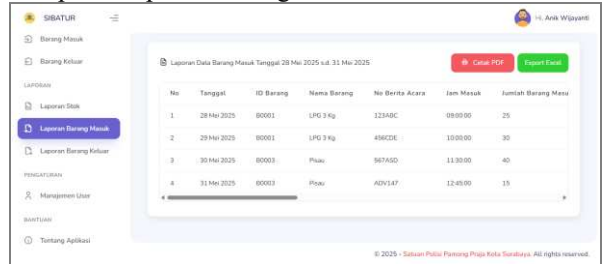 SIBATUR
Hi, Anik Wijayanti
Barang Masuk
Barang Keluar
LAPORAN
Laporan Stok
Laporan Barang Masuk
Laporan Barang Keluar
PENGATURAN
Manajemen User
BANTUAN
Tentang Aplikasi
Laporan Data Barang Masuk Tanggal 28 Mei 2025 s.d. 31 Mei 2025
Cetak PDF
Export Excel
No Tanggal ID Barang Nama Barang No Berita Acara Jam Masuk Jumlah Barang Masu
1 28 Mei 2025 B0001 LPG 3 Kg 123ABC 09:00:00 25
2 29 Mei 2025 B0001 LPG 3 Kg 456CDE 10:00:00 30
3 30 Mei 2025 B0003 Pisau 567ASD 11:30:00 40
4 31 Mei 2025 B0003 Pisau ADV147 12:45:00 15
© 2025 - Satuan Polisi Pamong Praja Kota Surabaya. All rights reserved.